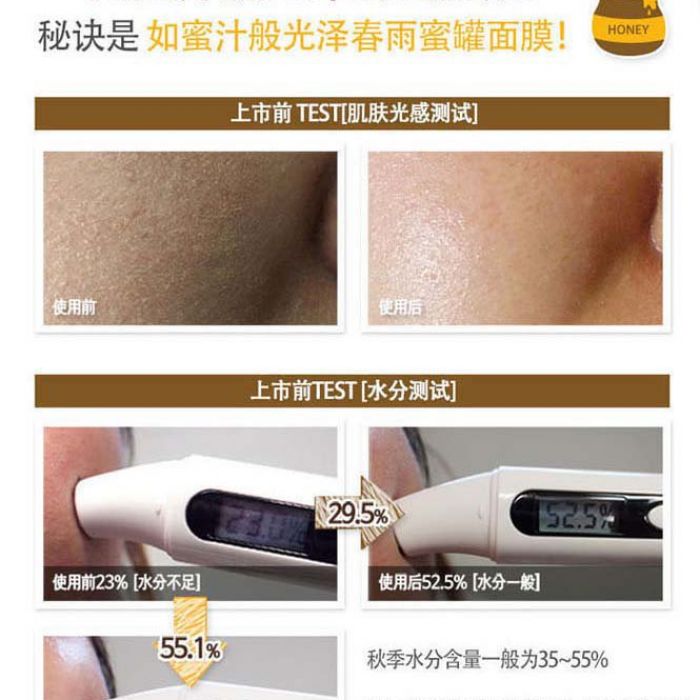 秘诀是 如蜜汁般光泽春雨蜜罐面膜!
HONEY
上市前 TEST[肌肤光感测试]
使用前
使用后
上市前TEST [水分测试]
23.0%
29.5%
52.5%
使用前23% [水分不足]
使用后52.5% [水分一般]
55.1%
秋季水分含量一般为35~55%